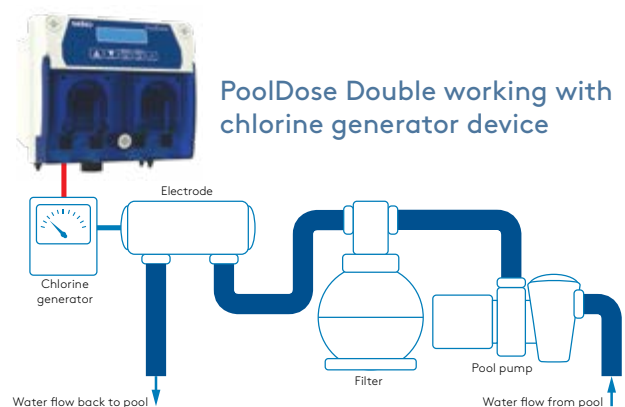 PoolDose Double working with
chlorine generator device
Electrode
Chlorine
generator
Filter
Pool pump
Water flow back to pool
Water flow from pool